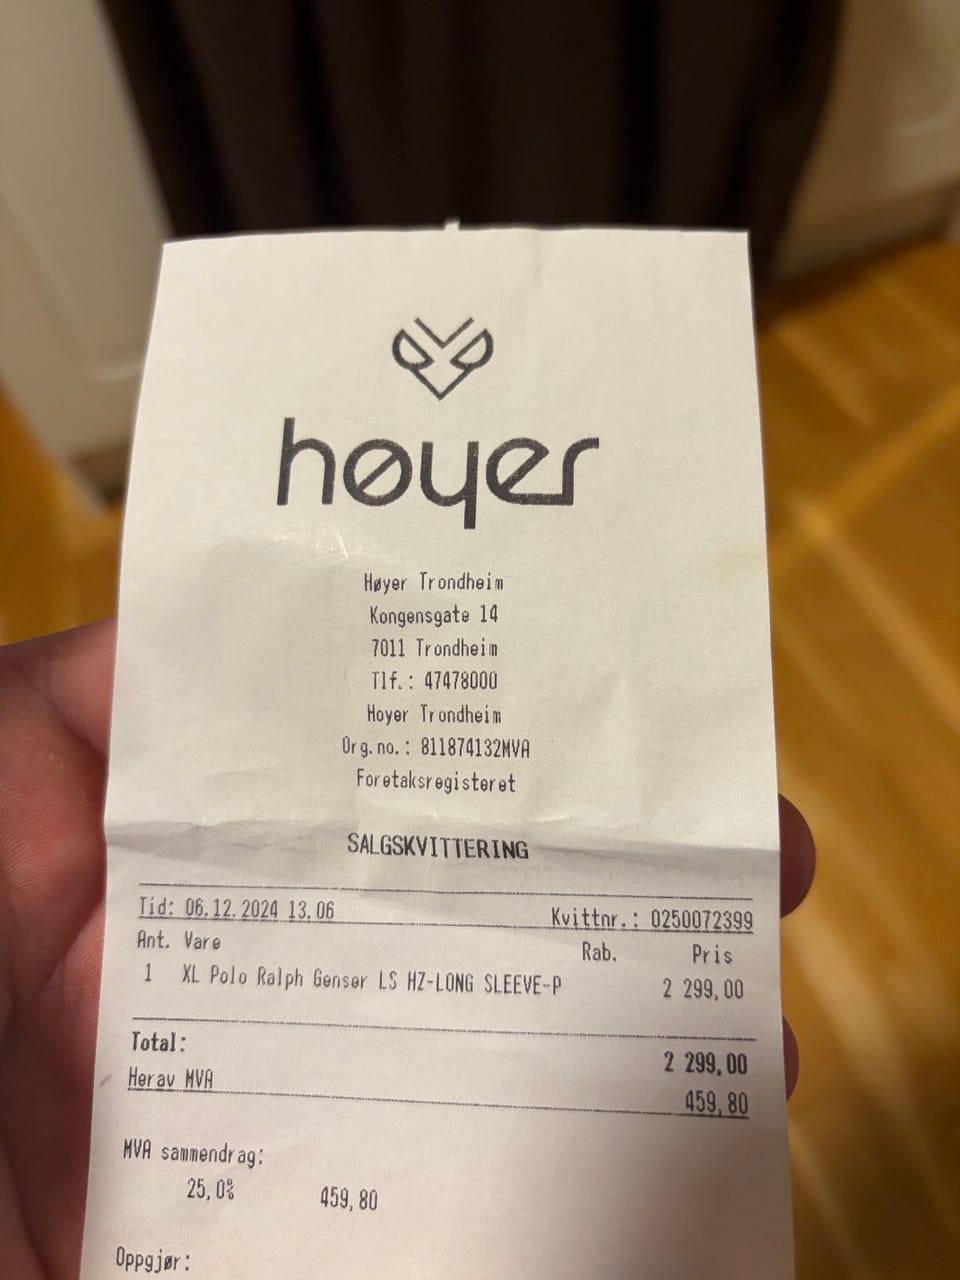 høyer
Høyer Trondheim
Kongensgate 14
7011 Trondheim
Tlf.: 47478000
Hoyer Trondheim
Org.no.: 811874132MVA
Foretaksregisteret
SALGSKVITTERING
Tid: 06.12.2024 13.06 Kvittnr.: 0250072399
Ant. Vare Rab. Pris
1 XL Polo Ralph Genser LS HZ-LONG SLEEVE-P 2 299,00
Total: 2 299,00
Herav MVA 459,80
MVA sammendrag:
25,0% 459,80
Oppgjør: